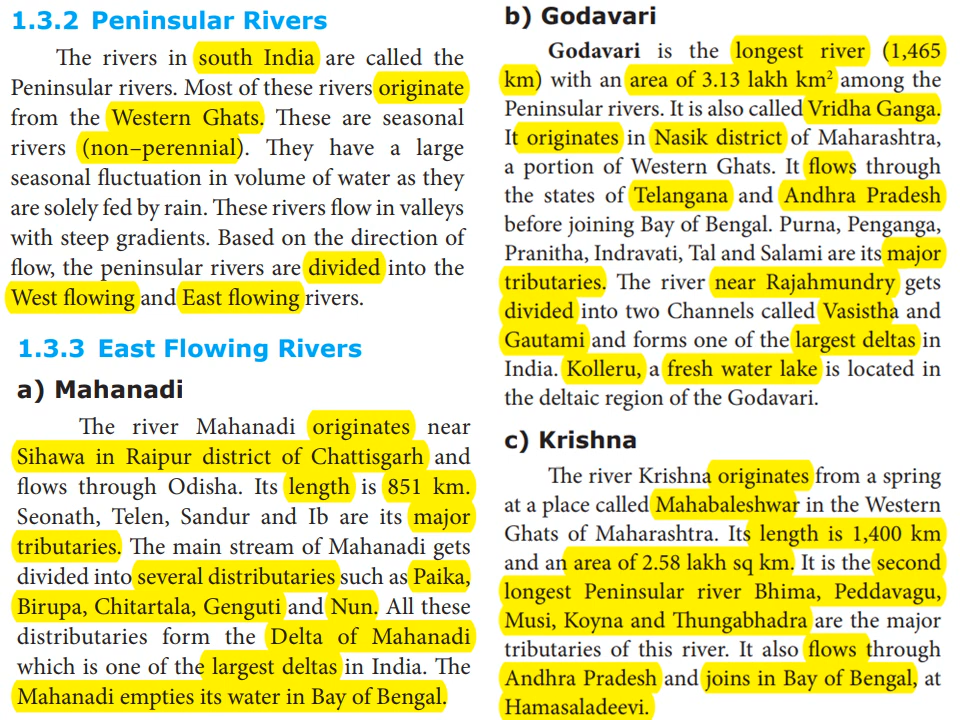 1.3.2 Peninsular Rivers
The rivers in south India are called the
Peninsular rivers. Most of these rivers originate
from the Western Ghats. These are seasonal
rivers (non–perennial). They have a large
seasonal fluctuation in volume of water as they
are solely fed by rain. These rivers flow in valleys
with steep gradients. Based on the direction of
flow, the peninsular rivers are divided into the
West flowing and East flowing rivers.
1.3.3 East Flowing Rivers
a) Mahanadi
The river Mahanadi originates near
Sihawa in Raipur district of Chattisgarh and
flows through Odisha. Its length is 851 km.
Seonath, Telen, Sandur and Ib are its major
tributaries. The main stream of Mahanadi gets
divided into several distributaries such as Paika,
Birupa, Chitartala, Genguti and Nun. All these
distributaries form the Delta of Mahanadi
which is one of the largest deltas in India. The
Mahanadi empties its water in Bay of Bengal.
b) Godavari
Godavari is the longest river (1,465
km) with an area of 3.13 lakh km² among the
Peninsular rivers. It is also called Vridha Ganga.
It originates in Nasik district of Maharashtra,
a portion of Western Ghats. It flows through
the states of Telangana and Andhra Pradesh
before joining Bay of Bengal. Purna, Penganga,
Pranitha, Indravati, Tal and Salami are its major
tributaries. The river near Rajahmundry gets
divided into two Channels called Vasistha and
Gautami and forms one of the largest deltas in
India. Kolleru, a fresh water lake is located in
the deltaic region of the Godavari.
c) Krishna
The river Krishna originates from a spring
at a place called Mahabaleshwar in the Western
Ghats of Maharashtra. Its length is 1,400 km
and an area of 2.58 lakh sq km. It is the second
longest Peninsular river Bhima, Peddavagu,
Musi, Koyna and Thungabhadra are the major
tributaries of this river. It also flows through
Andhra Pradesh and joins in Bay of Bengal, at
Hamasaladeevi.